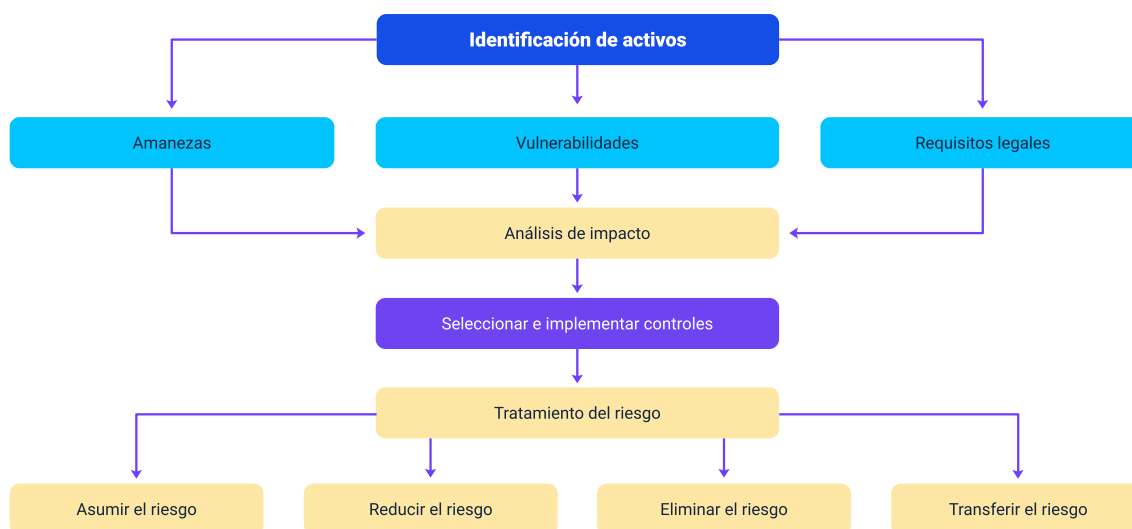 Identificación de activos
Amanezas
Vulnerabilidades
Requisitos legales
Análisis de impacto
Seleccionar e implementar controles
Tratamiento del riesgo
Asumir el riesgo
Reducir el riesgo
Eliminar el riesgo
Transferir el riesgo